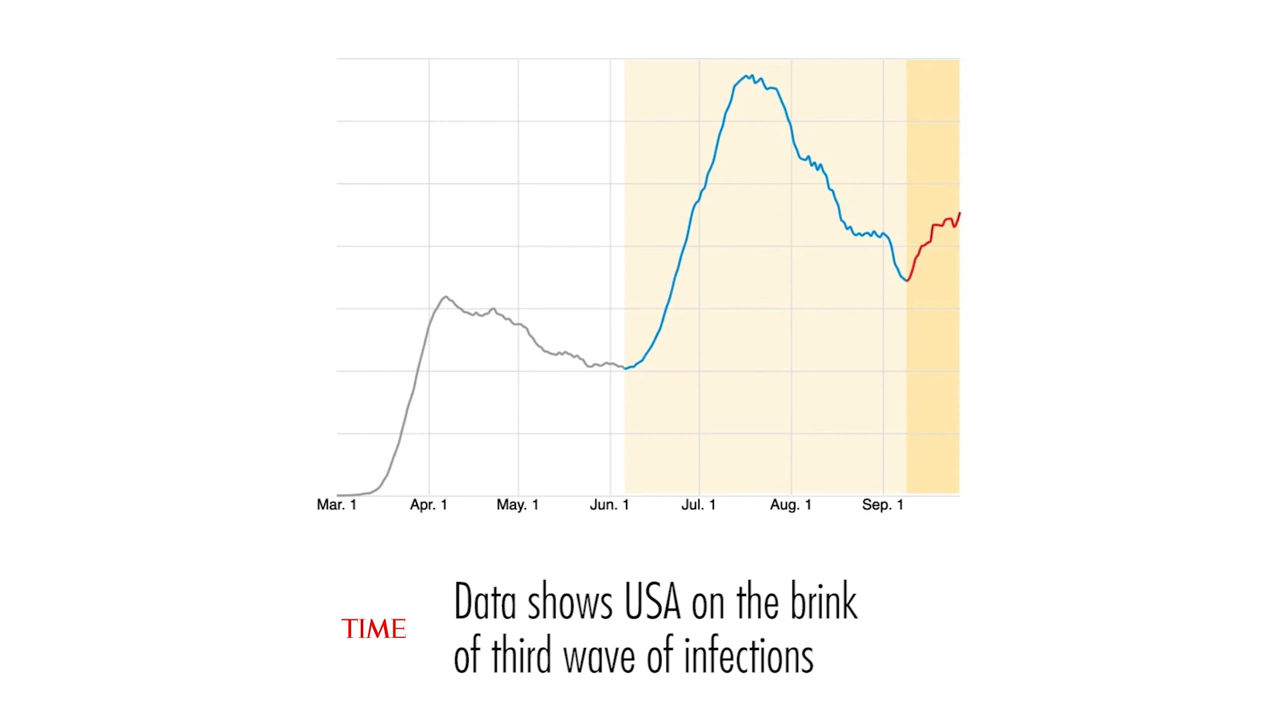 Mar. 1 Apr. 1 May. 1 Jun. 1 Jul. 1 Aug. 1 Sep. 1
TIME
Data shows USA on the brink
of third wave of infections